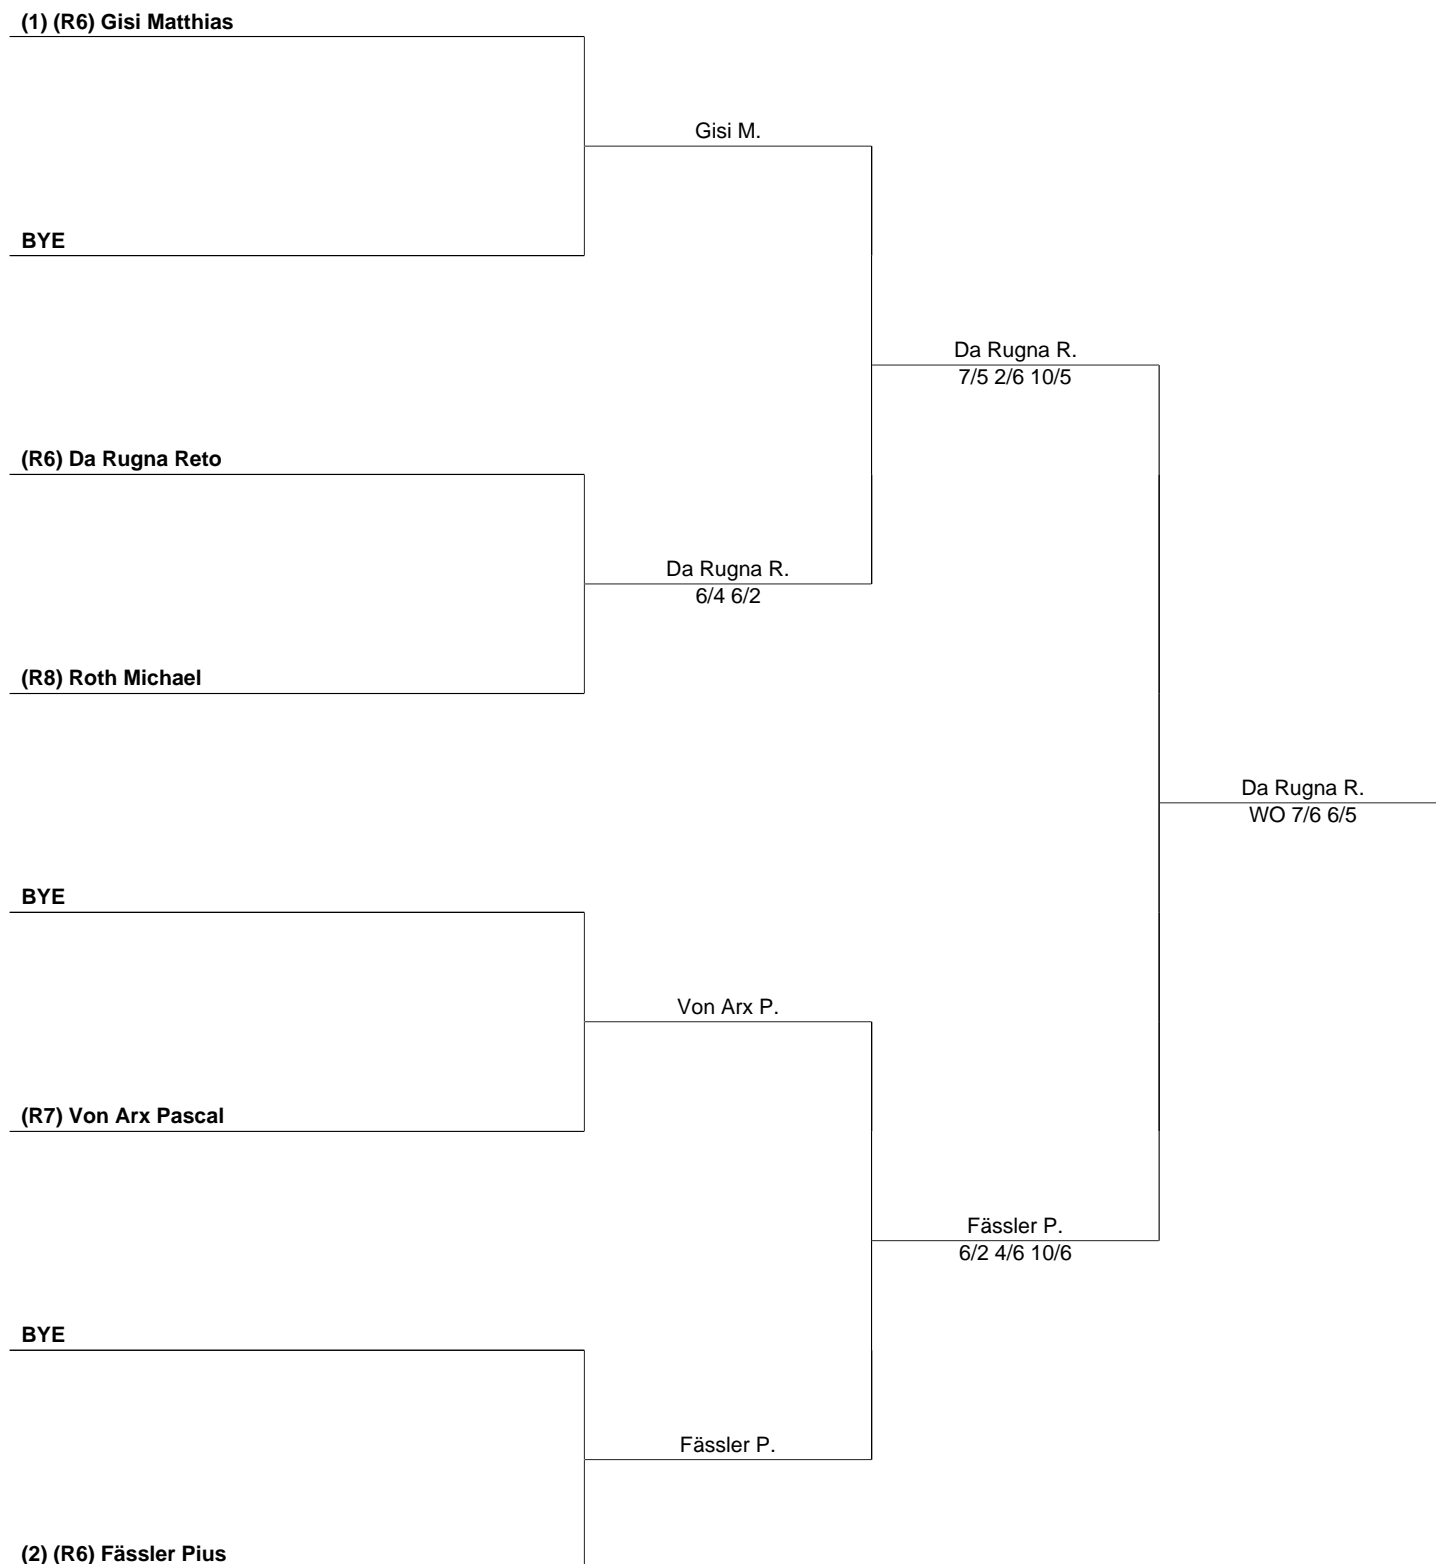 (1) (R6) Gisi Matthias
Gisi M.
BYE
Da Rugna R.
7/5 2/6 10/5
(R6) Da Rugna Reto
Da Rugna R.
6/4 6/2
(R8) Roth Michael
Da Rugna R.
WO 7/6 6/5
BYE
Von Arx P.
(R7) Von Arx Pascal
Fässler P.
6/2 4/6 10/6
BYE
Fässler P.
(2) (R6) Fässler Pius